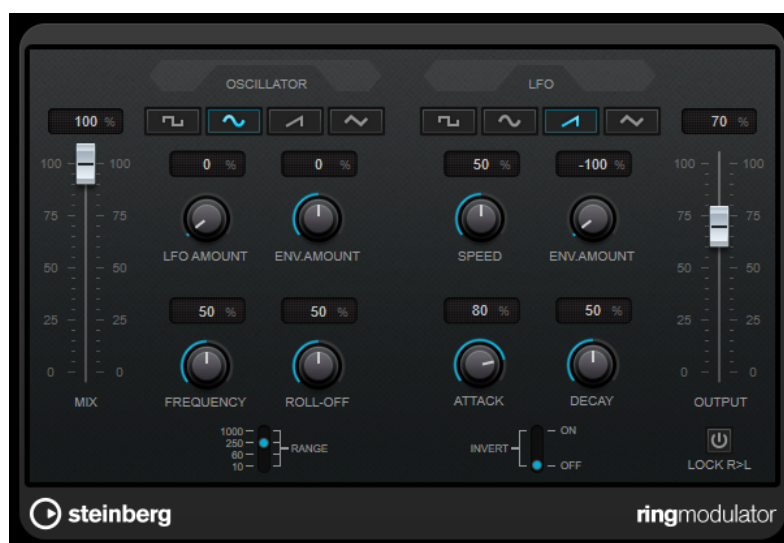 OSCILLATOR
LFO
100 %
70 %
0 %
0 %
50 %
-100 %
100 100
100 100
75 75
75 75
50 50
50 50
25 25
25 25
0 0
0 0
LFO AMOUNT
ENV.AMOUNT
SPEED
ENV.AMOUNT
50 %
50 %
80 %
50 %
MIX
FREQUENCY
ROLL-OFF
ATTACK
DECAY
OUTPUT
1000
250
60
10
RANGE
INVERT
ON
OFF
LOCK R>L
steinberg
ringmodulator